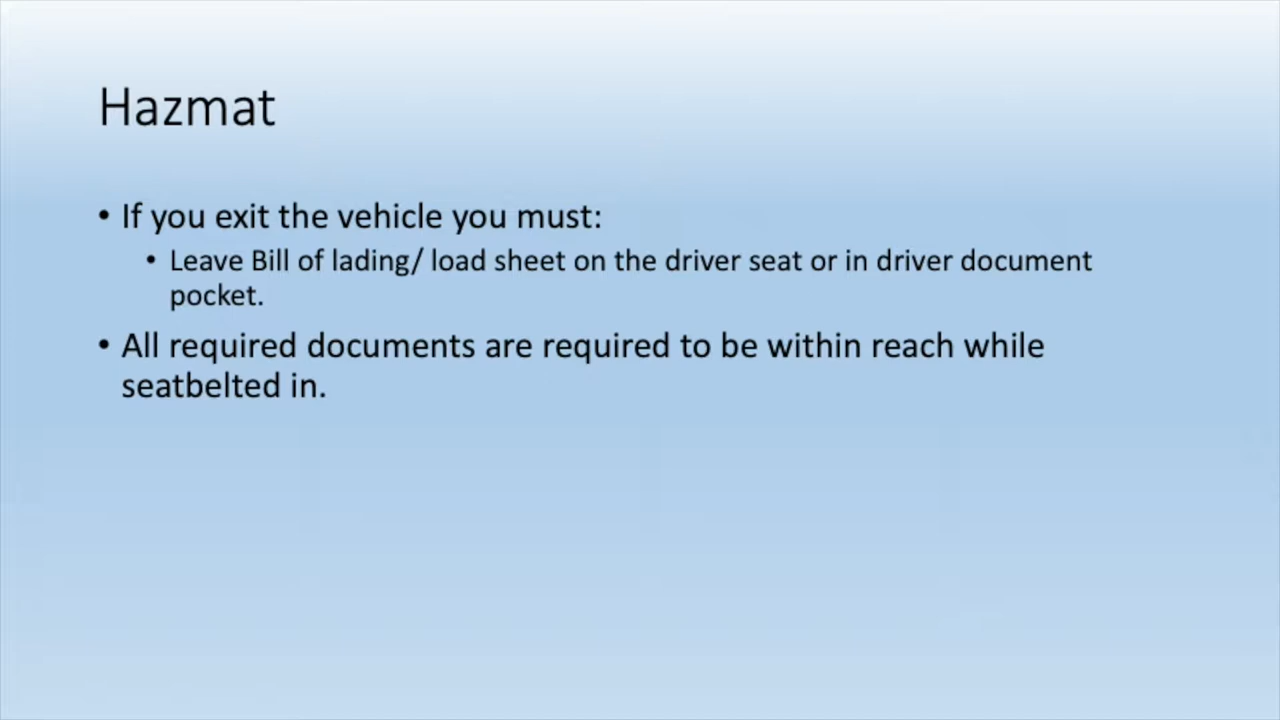 Hazmat
• If you exit the vehicle you must:
• Leave Bill of lading/ load sheet on the driver seat or in driver document
pocket.
• All required documents are required to be within reach while
seatbelted in.